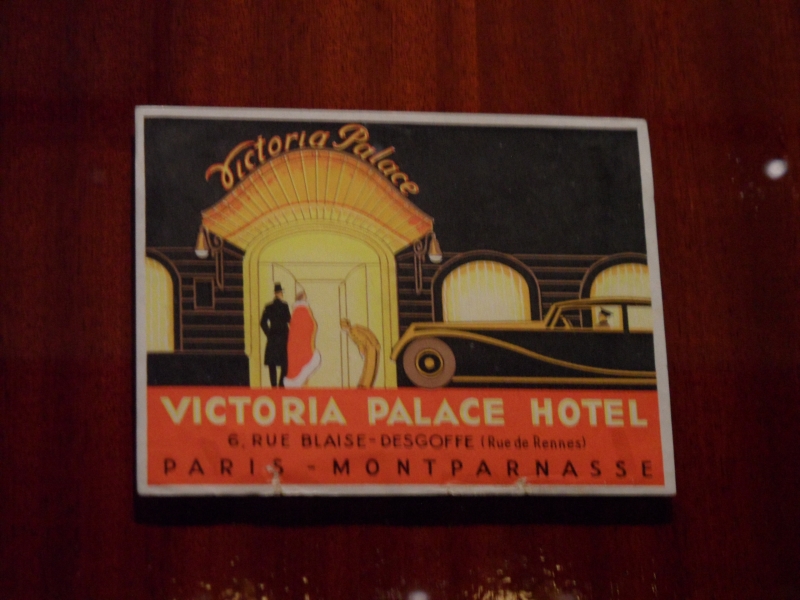 Victoria Palace
VICTORIA PALACE HOTEL
6, RUE BLAISE-DESGOFFE (Rue de Rennes)
PARIS - MONTPARNASSE